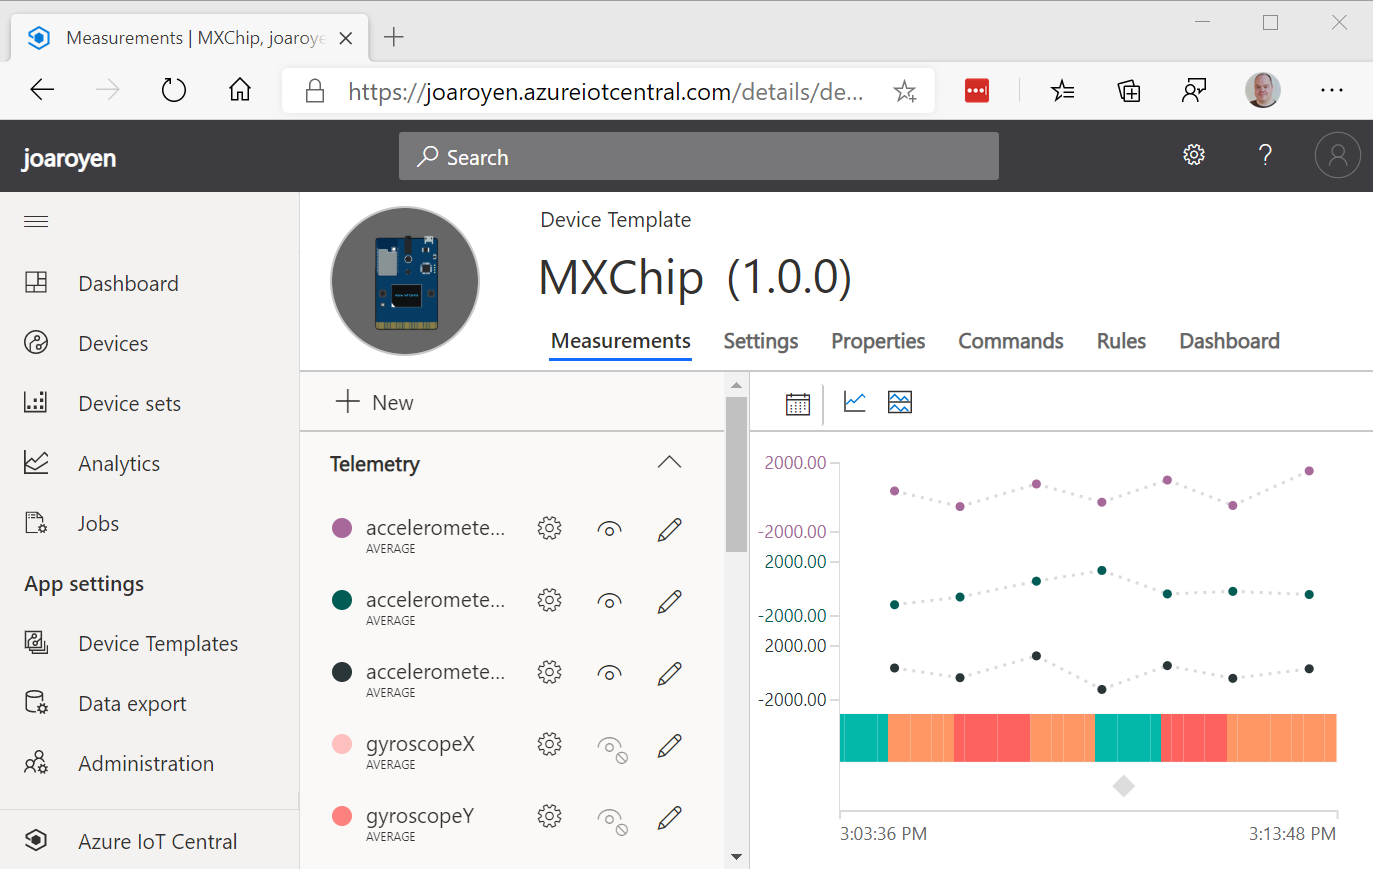 Measurements | MXChip, joaroye
https://joaroyen.azureiotcentral.com/details/de...
joaroyen
Search
?
Dashboard
Devices
Device sets
Analytics
Jobs
App settings
Device Templates
Data export
Administration
Azure IoT Central
Device Template
MXChip (1.0.0)
Measurements Settings Properties Commands Rules Dashboard
New
Telemetry
acceleromete...
AVERAGE
acceleromete...
AVERAGE
acceleromete...
AVERAGE
gyroscopeX
AVERAGE
gyroscopeY
AVERAGE
2000.00
-2000.00
2000.00
-2000.00
2000.00
-2000.00
3:03:36 PM 3:13:48 PM